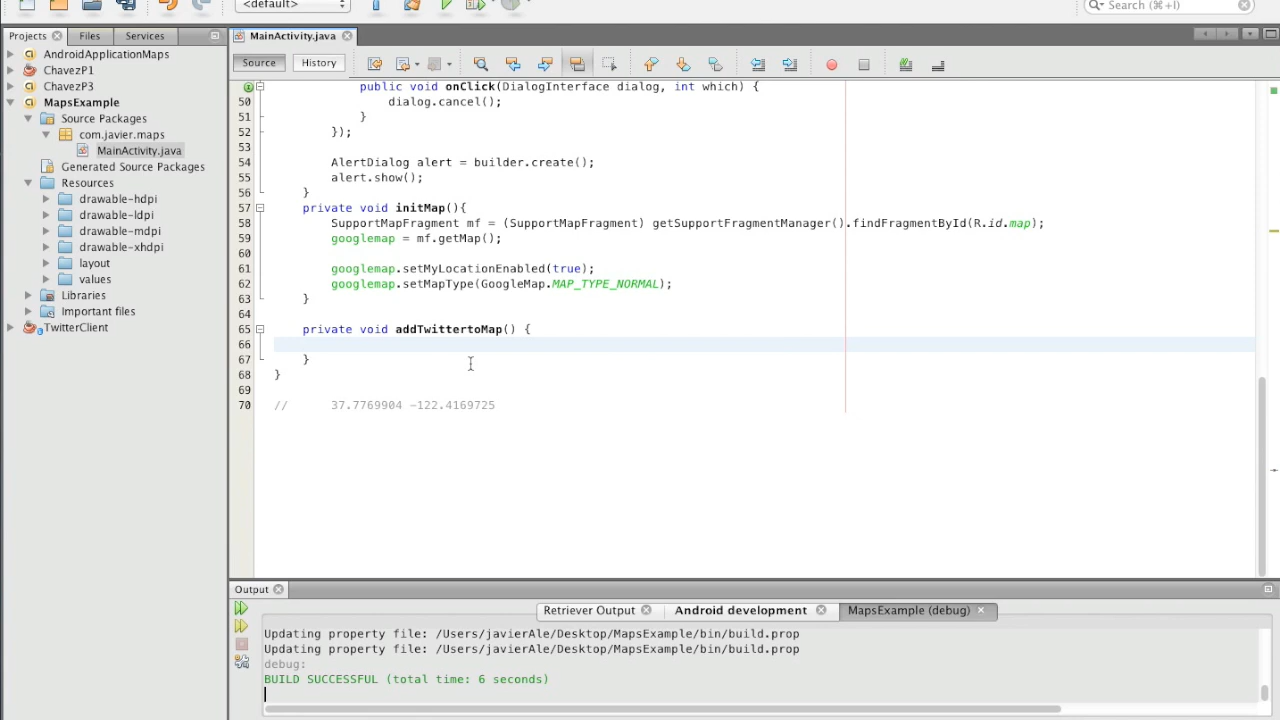 <default>
Search (⌘+I)
Projects Files Services
MainActivity.java
Source History
AndroidApplicationMaps
ChavezP1
ChavezP3
MapsExample
Source Packages
com.javier.maps
MainActivity.java
Generated Source Packages
Resources
drawable-hdpi
drawable-ldpi
drawable-mdpi
drawable-xhdpi
layout
values
Libraries
Important files
TwitterClient
public void onClick(DialogInterface dialog, int which) {
50 dialog.cancel();
51 }
52 });
53
54 AlertDialog alert = builder.create();
55 alert.show();
56 }
57 private void initMap(){
58 SupportMapFragment mf = (SupportMapFragment) getSupportFragmentManager().findFragmentById(R.id.map);
59 googlemap = mf.getMap();
60
61 googlemap.setMyLocationEnabled(true);
62 googlemap.setMapType(GoogleMap.MAP_TYPE_NORMAL);
63 }
64
65 private void addTwittertoMap() {
66
67 }
68 }
69
70 // 37.7769904 -122.4169725
Output
Retriever Output Android development MapsExample (debug)
Updating property file: /Users/javierAle/Desktop/MapsExample/bin/build.prop
Updating property file: /Users/javierAle/Desktop/MapsExample/bin/build.prop
debug:
BUILD SUCCESSFUL (total time: 6 seconds)